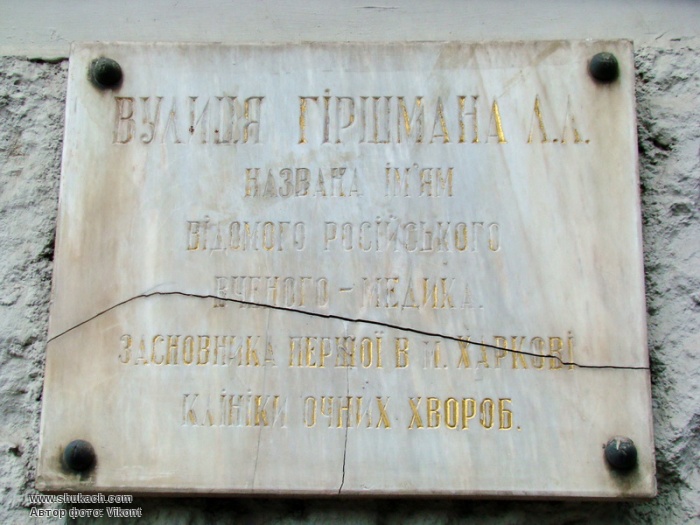 ВУЛИЦЯ ГІРШМАНА Л.Л.
НАЗВАНА ІМ'ЯМ
ВІДОМОГО РОСІЙСЬКОГО
ВЧЕНОГО-МЕДИКА.
ЗАСНОВНИКА ПЕРШОЇ В М. ХАРКОВІ
КЛІНІКИ ОЧНИХ ХВОРОБ.
www.shukach.com
Автор фото: Vikont